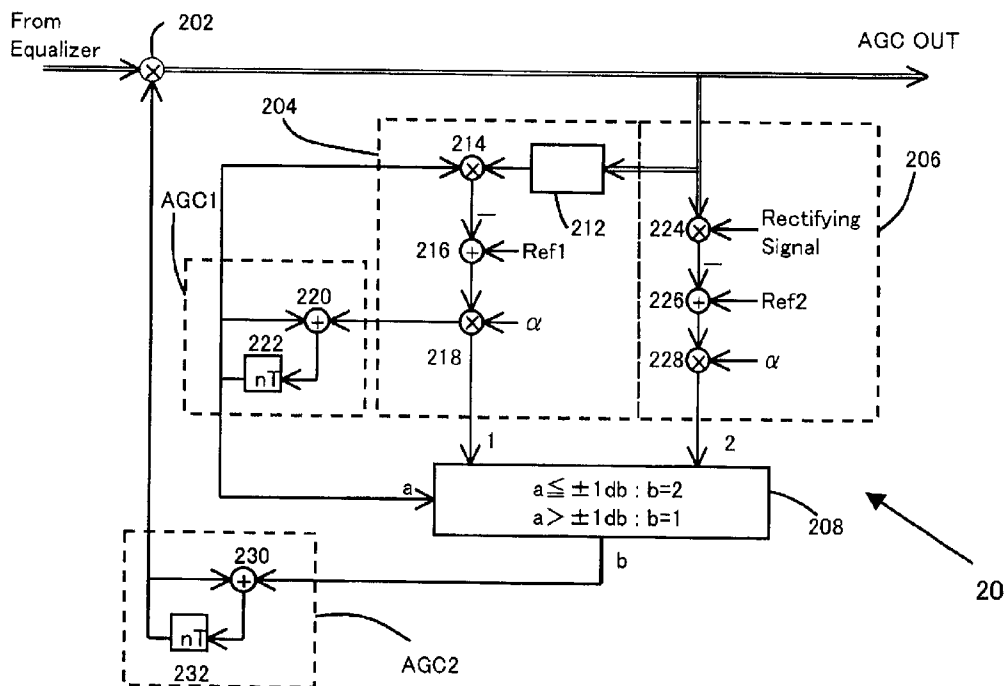 From
Equalizer
202
AGC OUT
204
214
206
AGC1
212
224
Rectifying
Signal
216
Ref1
220
226
Ref2
222
α
nT
218
228
α
1
2
a
a≦ ±1db : b=2
a> ±1db : b=1
208
b
230
20
nT
AGC2
232